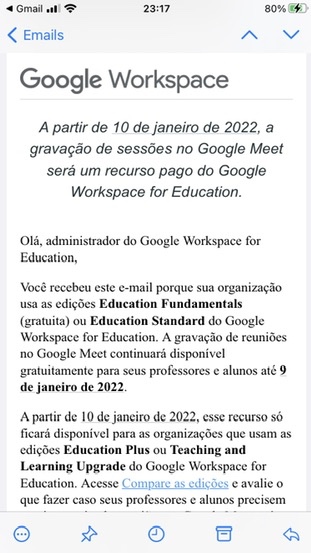 Gmail
23:17
80%
Emails
Google Workspace
A partir de 10 de janeiro de 2022, a
gravação de sessões no Google Meet
será um recurso pago do Google
Workspace for Education.
Olá, administrador do Google Workspace for
Education,
Você recebeu este e-mail porque sua organização
usa as edições Education Fundamentals
(gratuita) ou Education Standard do Google
Workspace for Education. A gravação de reuniões
no Google Meet continuará disponível
gratuitamente para seus professores e alunos até 9
de janeiro de 2022.
A partir de 10 de janeiro de 2022, esse recurso só
ficará disponível para as organizações que usam as
edições Education Plus ou Teaching and
Learning Upgrade do Google Workspace for
Education. Acesse Compare as edições e avalie o
que fazer caso seus professores e alunos precisem